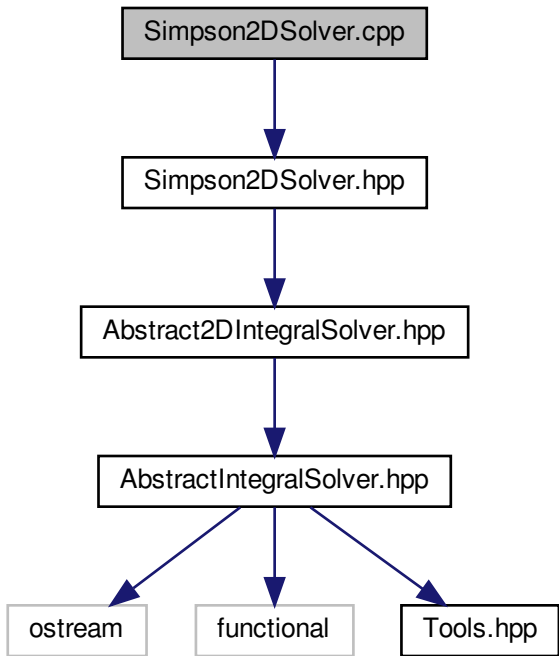 Simpson2DSolver.cpp
Simpson2DSolver.hpp
Abstract2DIntegralSolver.hpp
AbstractIntegralSolver.hpp
ostream functional Tools.hpp